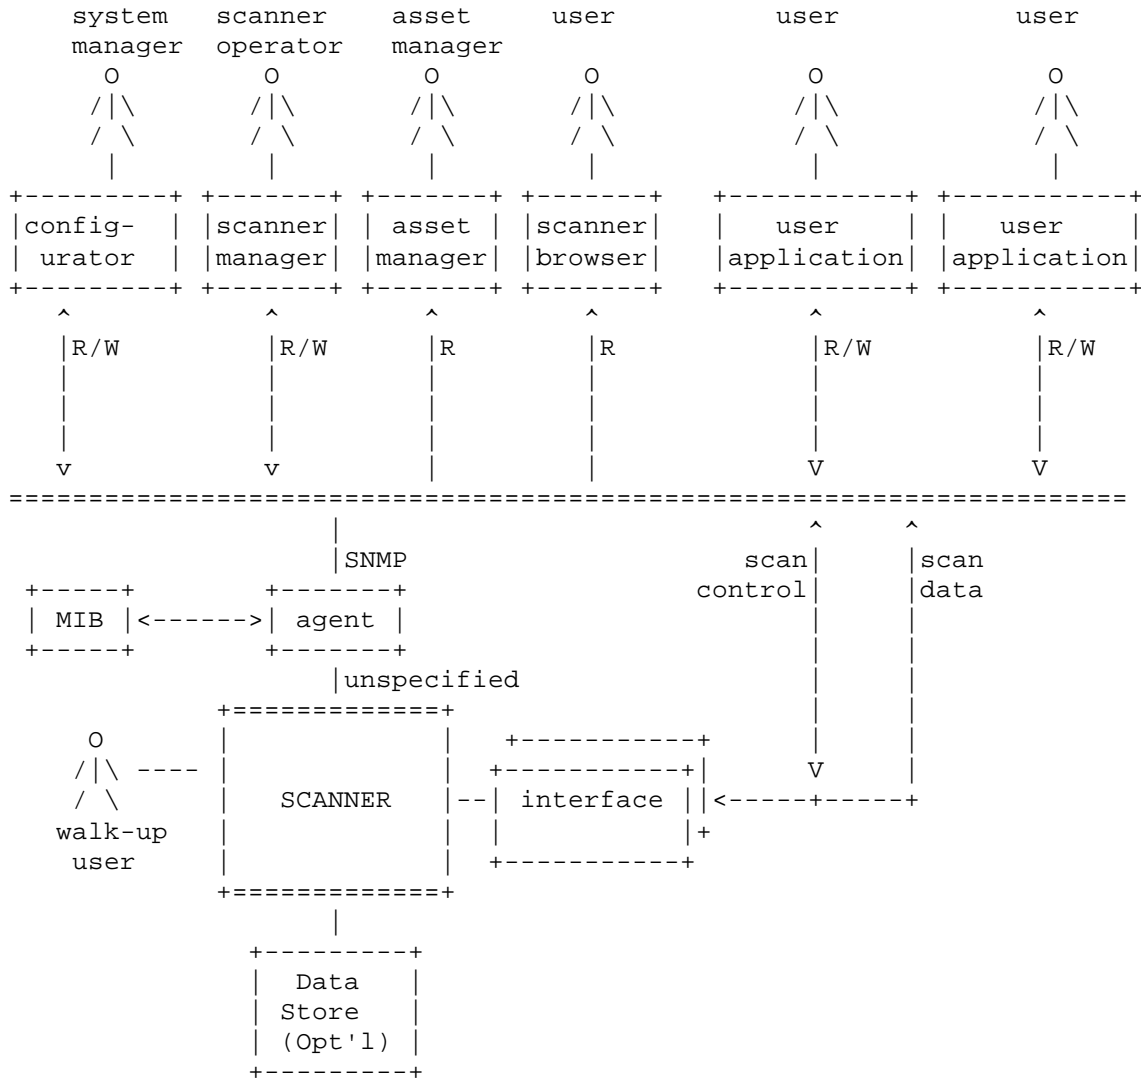 system scanner asset user user user
manager operator manager
O O O O O O
/|\ /|\ /|\ /|\ /|\ /|\
/ \ / \ / \ / \ / \ / \
| | | | | |
+---------+ +-------+ +-------+ +-------+ +-----------+ +-----------+
|config- | |scanner| | asset | |scanner| | user | | user |
| urator | |manager| |manager| |browser| |application| |application|
+---------+ +-------+ +-------+ +-------+ +-----------+ +-----------+
^ ^ ^ ^ ^ ^
|R/W |R/W |R |R |R/W |R/W
| | | | | |
| | | | | |
| | | | | |
v v | | V V
======================================================================
| ^ ^
|SNMP scan| |scan
+-----+ +-------+ control| |data
| MIB |<------>| agent | | |
+-----+ +-------+ | |
|unspecified | |
+=============+ | |
O | | +-----------+ | |
/|\ ---- | | +-----------+| V |
/ \ | SCANNER |--| interface ||<-----+-----+
walk-up | | | |+
user | | +-----------+
+=============+
|
+---------+
| Data |
| Store |
| (Opt'l) |
+---------+